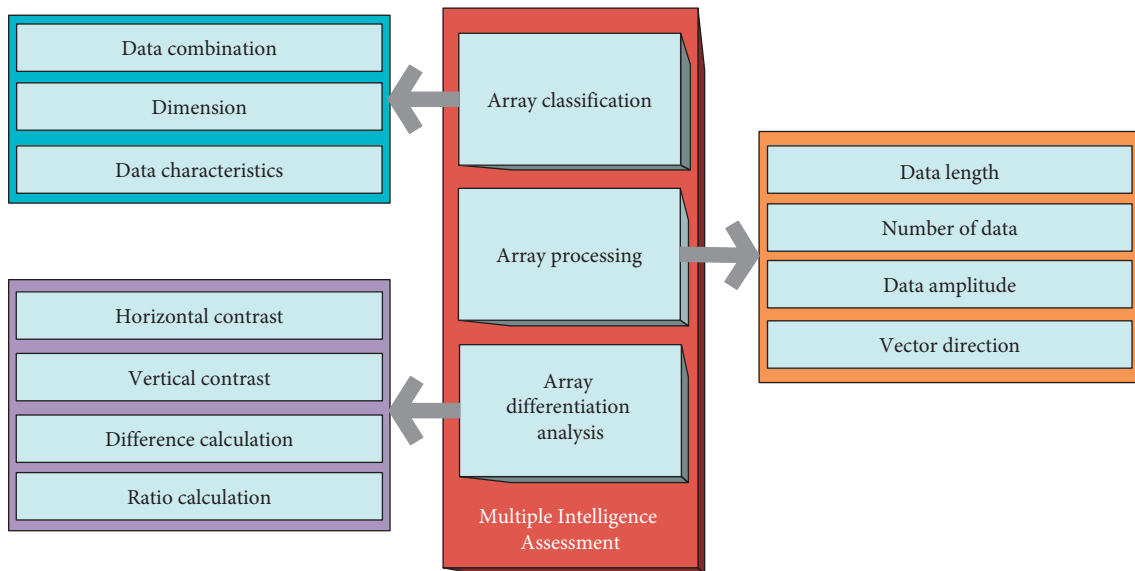 Data combination
Dimension
Data characteristics
Horizontal contrast
Vertical contrast
Difference calculation
Ratio calculation
Array classification
Array processing
Array
differentiation
analysis
Multiple Intelligence
Assessment
Data length
Number of data
Data amplitude
Vector direction